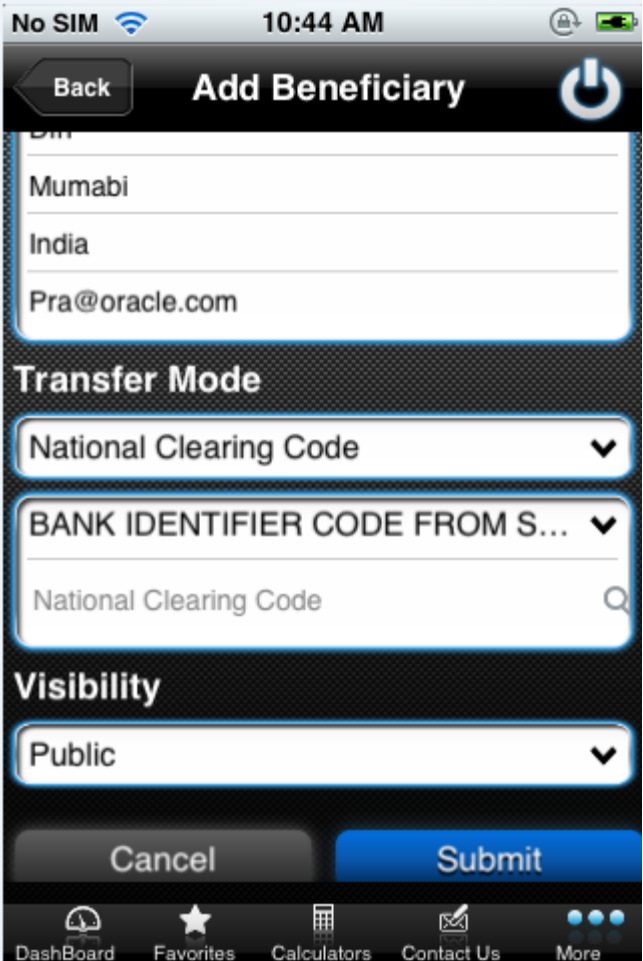 No SIM 10:44 AM
Back Add Beneficiary
Mumabi
India
Pra@oracle.com
Transfer Mode
National Clearing Code
BANK IDENTIFIER CODE FROM S...
National Clearing Code
Visibility
Public
Cancel Submit
DashBoard Favorites Calculators Contact Us More